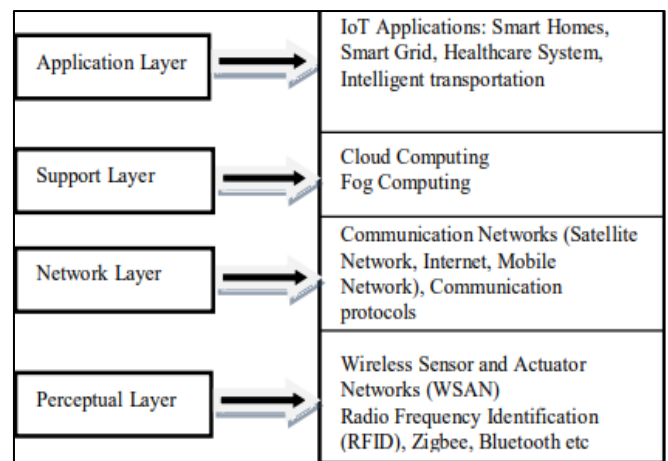 Application Layer
IoT Applications: Smart Homes,
Smart Grid, Healthcare System,
Intelligent transportation
Support Layer
Cloud Computing
Fog Computing
Network Layer
Communication Networks (Satellite
Network, Internet, Mobile
Network), Communication
protocols
Perceptual Layer
Wireless Sensor and Actuator
Networks (WSAN)
Radio Frequency Identification
(RFID), Zigbee, Bluetooth etc